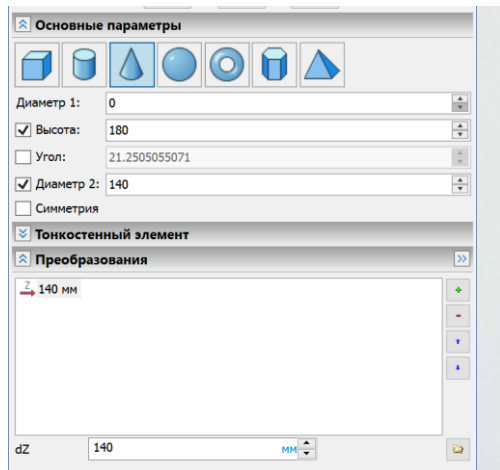 Основные параметры
Диаметр 1: 0
Высота: 180
Угол: 21.2505055071
Диаметр 2: 140
Симметрия
Тонкостенный элемент
Преобразования
Z 140 мм
dZ 140 мм